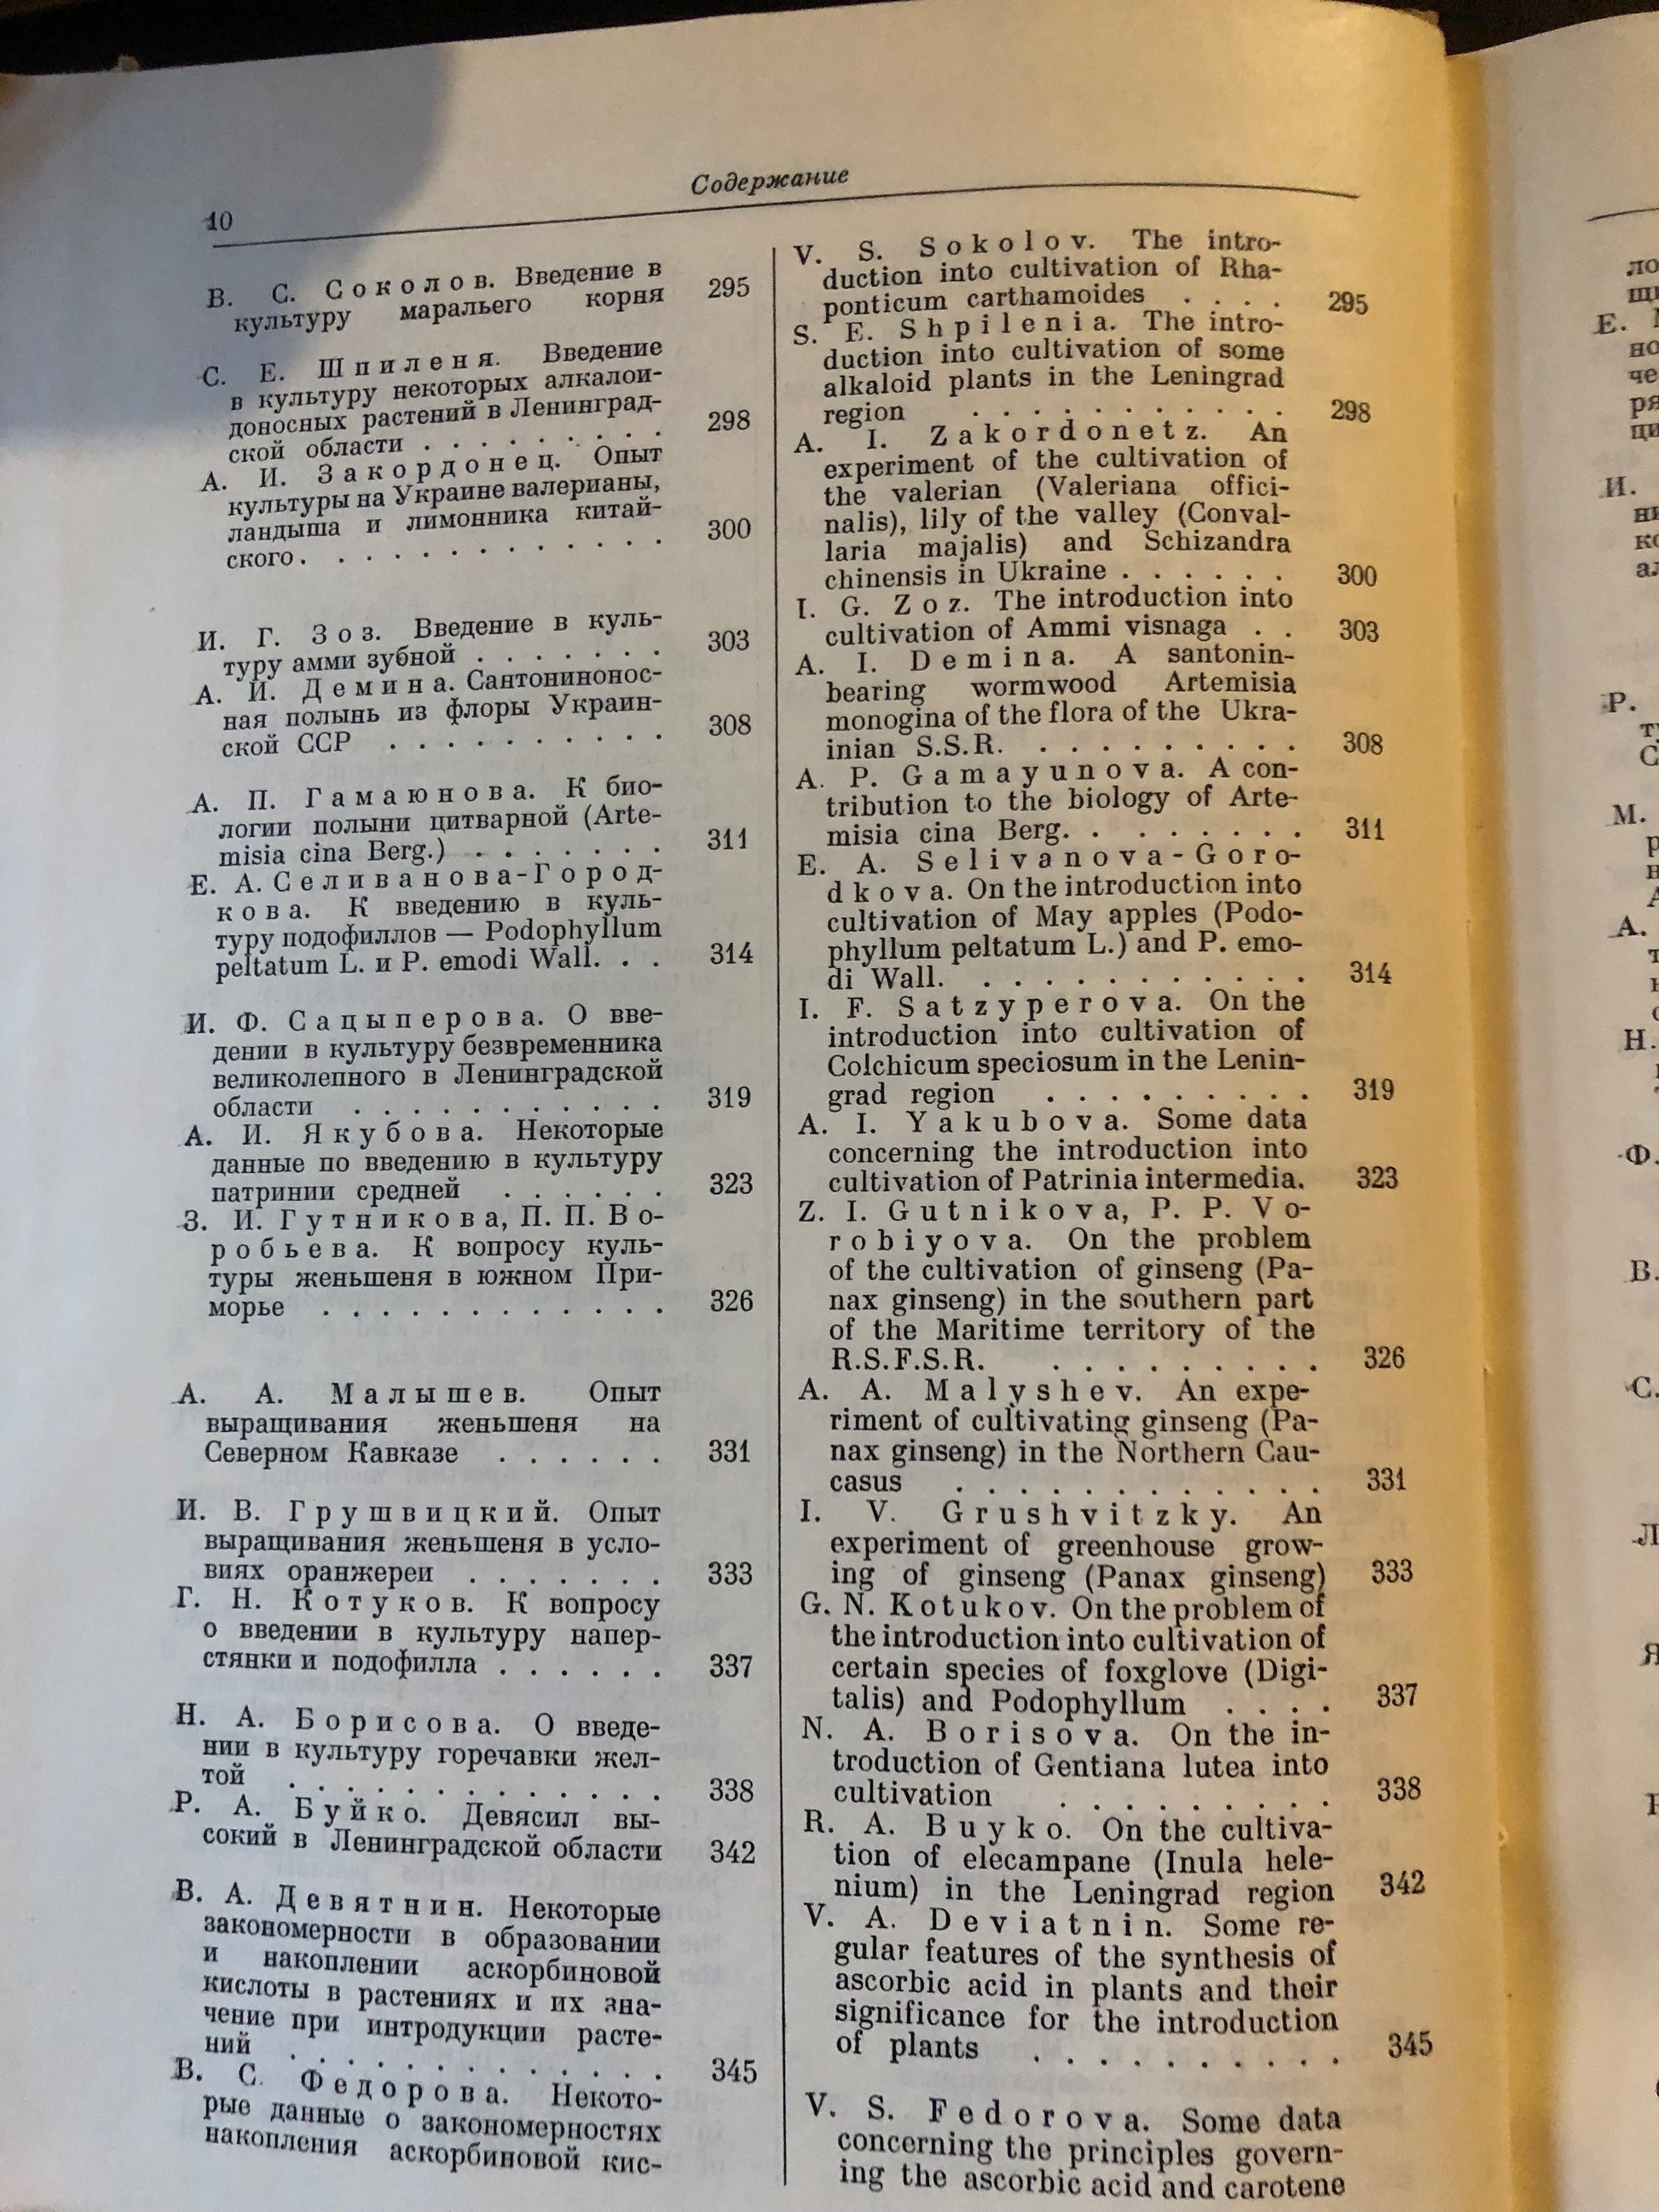 10
Содержание
В. С. Соколов. Введение в
культуру маральего корня 295
С. Е. Шпиленя. Введение
в культуру некоторых алкалои-
доносных растений в Ленинград-
ской области . . . . . . . . . 298
А. И. Закордонец. Опыт
культуры на Украине валерианы,
ландыша и лимонника китай-
ского . . . . . . . . . . . . . 300
И. Г. Зоз. Введение в куль-
туру амми зубной . . . . . . . 303
А. И. Демина. Сантонинонос-
ная полынь из флоры Украин-
ской ССР . . . . . . . . . . 308
А. П. Гамаюнова. К био-
логии полыни цитварной (Arte-
misia cina Berg.) . . . . . . . 311
Е. А. Селиванова-Город-
кова. К введению в куль-
туру подофиллов — Podophyllum
peltatum L. и P. emodi Wall. . . 314
И. Ф. Сацыперова. О вве-
дении в культуру безвременника
великолепного в Ленинградской
области . . . . . . . . . . . . 319
А. И. Якубова. Некоторые
данные по введению в культуру
патринии средней . . . . . . 323
З. И. Гутникова, П. П. Во-
робьева. К вопросу куль-
туры женьшеня в южном При-
морье . . . . . . . . . . . . . 326
А. А. Малышев. Опыт
выращивания женьшеня на
Северном Кавказе . . . . . . 331
И. В. Грушвицкий. Опыт
выращивания женьшеня в усло-
виях оранжереи . . . . . . . 333
Г. Н. Котуков. К вопросу
о введении в культуру напер-
стянки и подофилла . . . . . . 337
Н. А. Борисова. О введе-
нии в культуру горечавки жел-
той . . . . . . . . . . . . . . 338
Р. А. Буйко. Девясил вы-
сокий в Ленинградской области 342
В. А. Девятнин. Некоторые
закономерности в образовании
и накоплении аскорбиновой
кислоты в растениях и их зна-
чение при интродукции расте-
ний . . . . . . . . . . . . . . 345
В. С. Федорова. Некото-
рые данные о закономерностях
накопления аскорбиновой кис-
V. S. Sokolov. The intro-
duction into cultivation of Rha-
ponticum carthamoides . . . . 295
S. E. Shpilenia. The intro-
duction into cultivation of some
alkaloid plants in the Leningrad
region . . . . . . . . . . . 298
A. I. Zakordonetz. An
experiment of the cultivation of
the valerian (Valeriana offici-
nalis), lily of the valley (Conval-
laria majalis) and Schizandra
chinensis in Ukraine . . . . . . 300
I. G. Zoz. The introduction into
cultivation of Ammi visnaga . . 303
A. I. Demina. A santonin-
bearing wormwood Artemisia
monogina of the flora of the Ukra-
inian S.S.R. . . . . . . . . . . 308
A. P. Gamayunova. A con-
tribution to the biology of Arte-
misia cina Berg. . . . . . . . 311
E. A. Selivanova-Goro-
dkova. On the introduction into
cultivation of May apples (Podo-
phyllum peltatum L.) and P. emo-
di Wall. . . . . . . . . . . . . 314
I. F. Satzyperova. On the
introduction into cultivation of
Colchicum speciosum in the Lenin-
grad region . . . . . . . . . 319
A. I. Yakubova. Some data
concerning the introduction into
cultivation of Patrinia intermedia. 323
Z. I. Gutnikova, P. P. Vo-
robiyova. On the problem
of the cultivation of ginseng (Pa-
nax ginseng) in the southern part
of the Maritime territory of the
R.S.F.S.R. . . . . . . . . . . 326
A. A. Malyshev. An expe-
riment of cultivating ginseng (Pa-
nax ginseng) in the Northern Cau-
casus . . . . . . . . . . . . . 331
I. V. Grushvitzky. An
experiment of greenhouse grow-
ing of ginseng (Panax ginseng) 333
G. N. Kotukov. On the problem of
the introduction into cultivation of
certain species of foxglove (Digi-
talis) and Podophyllum . . . . 337
N. A. Borisova. On the in-
troduction of Gentiana lutea into
cultivation . . . . . . . . . . 338
R. A. Buyko. On the cultiva-
tion of elecampane (Inula hele-
nium) in the Leningrad region 342
V. A. Deviatnin. Some re-
gular features of the synthesis of
ascorbic acid in plants and their
significance for the introduction
of plants . . . . . . . . . . 345
V. S. Fedorova. Some data
concerning the principles govern-
ing the ascorbic acid and carotene